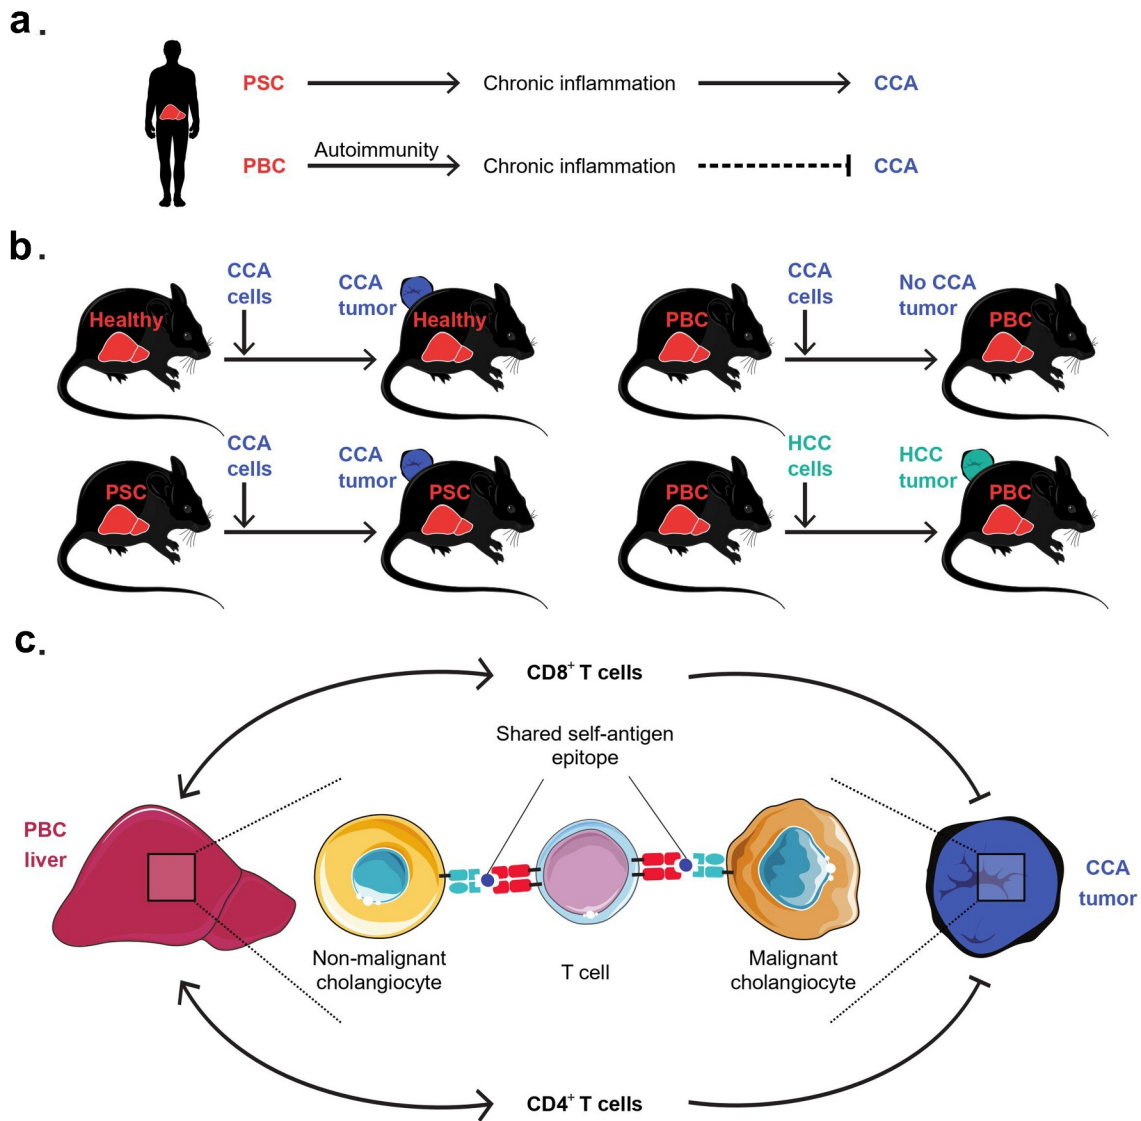 a.
PSC
Chronic inflammation
CCA
PBC
Autoimmunity
Chronic inflammation
CCA
b.
Healthy
CCA
cells
CCA
tumor
Healthy
PBC
CCA
cells
No CCA
tumor
PBC
PSC
CCA
cells
CCA
tumor
PSC
PBC
HCC
cells
HCC
tumor
PBC
c.
CD8⁺ T cells
Shared self-antigen
epitope
PBC
liver
Non-malignant
cholangiocyte
T cell
Malignant
cholangiocyte
CCA
tumor
CD4⁺ T cells